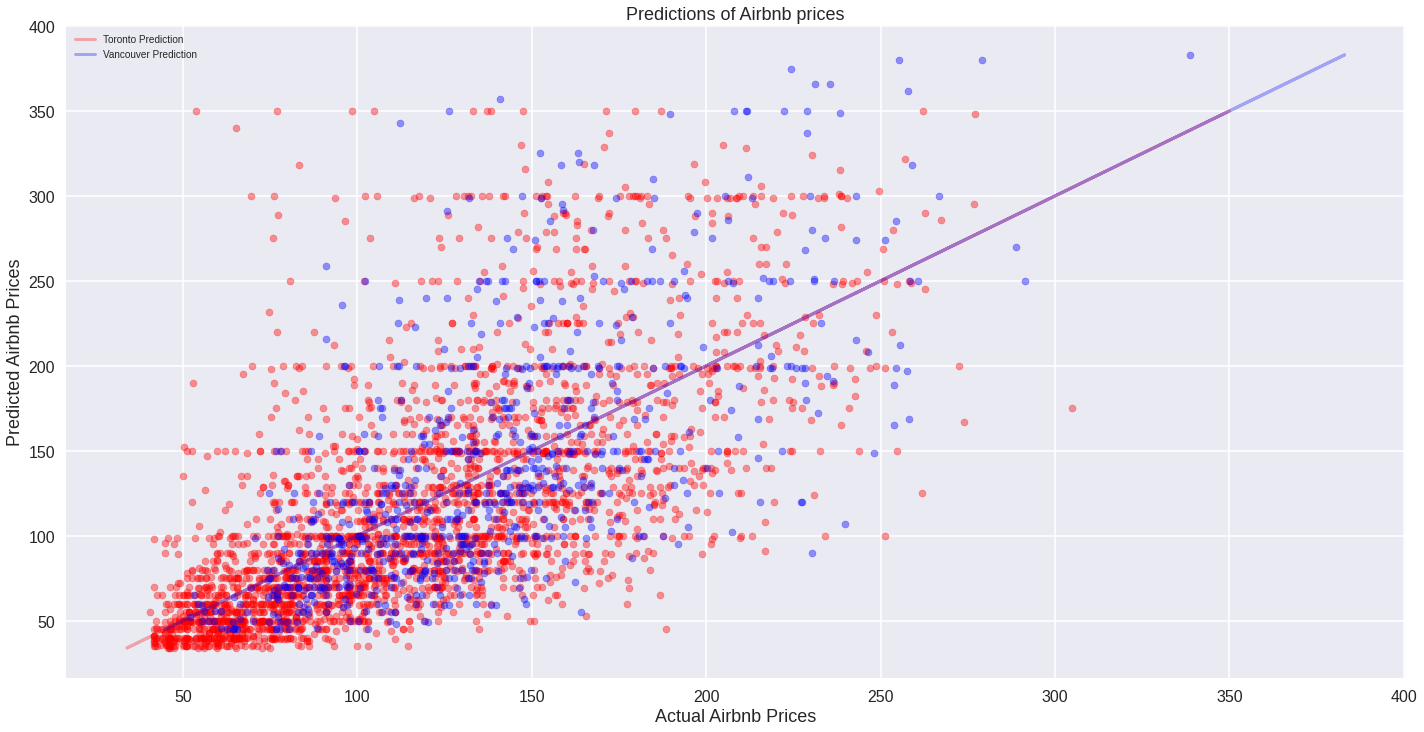 Predictions of Airbnb prices
Toronto Prediction
Vancouver Prediction
Predicted Airbnb Prices
400
350
300
250
200
150
100
50
50 100 150 200 250 300 350 400
Actual Airbnb Prices